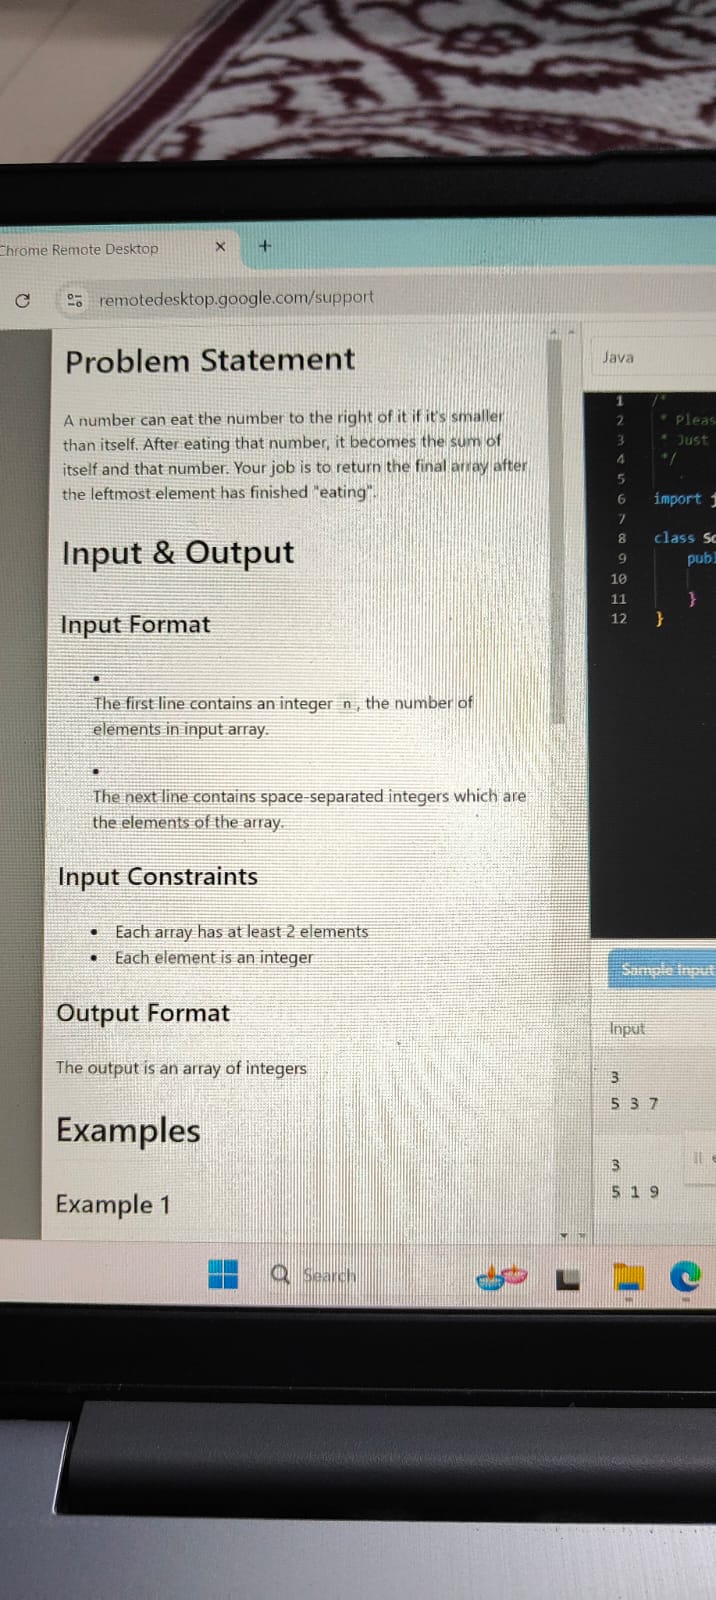 Chrome Remote Desktop
remotedesktop.google.com/support
Problem Statement
A number can eat the number to the right of it if it's smaller
than itself. After eating that number, it becomes the sum of
itself and that number. Your job is to return the final array after
the leftmost element has finished "eating".
Input & Output
Input Format
The first line contains an integer n, the number of
elements in input array.
The next line contains space-separated integers which are
the elements of the array.
Input Constraints
• Each array has at least 2 elements
• Each element is an integer
Output Format
The output is an array of integers
Examples
Example 1
Java
1 /*
2 * Pleas
3 * Just
4 */
5
6 import j
7
8 class So
9 publ
10
11 }
12 }
Sample Input
Input
3
5 3 7
3
5 1 9
Search